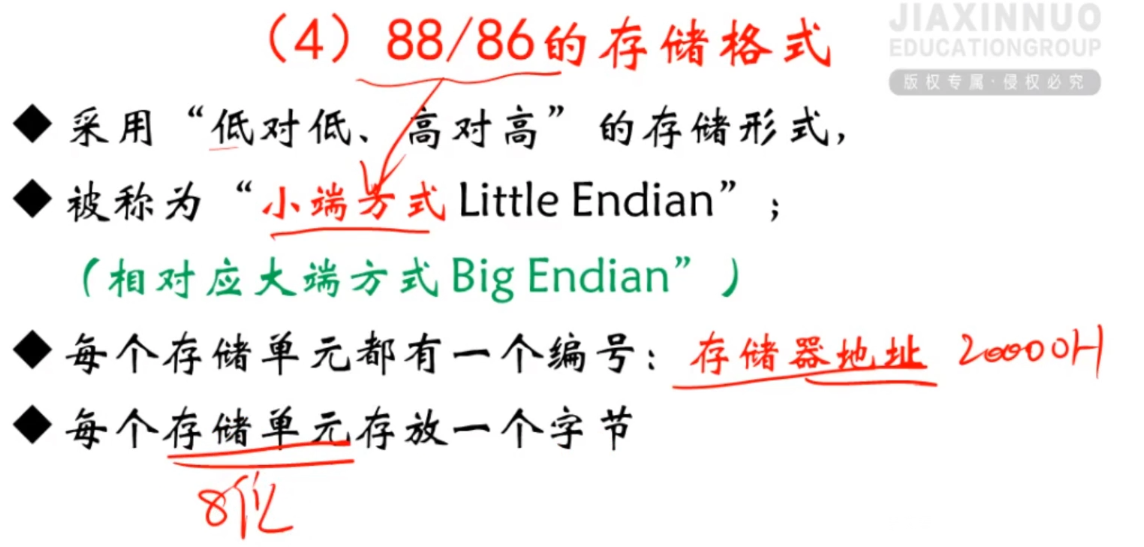 JIAXINNUO
EDUCATIONGROUP
版权专属·侵权必究
（4）88/86的存储格式
◆ 采用“低对低、高对高”的存储形式，
◆ 被称为“小端方式 Little Endian”；
（相对应大端方式 Big Endian”）
◆ 每个存储单元都有一个编号：存储器地址 20000H
◆ 每个存储单元存放一个字节
8位